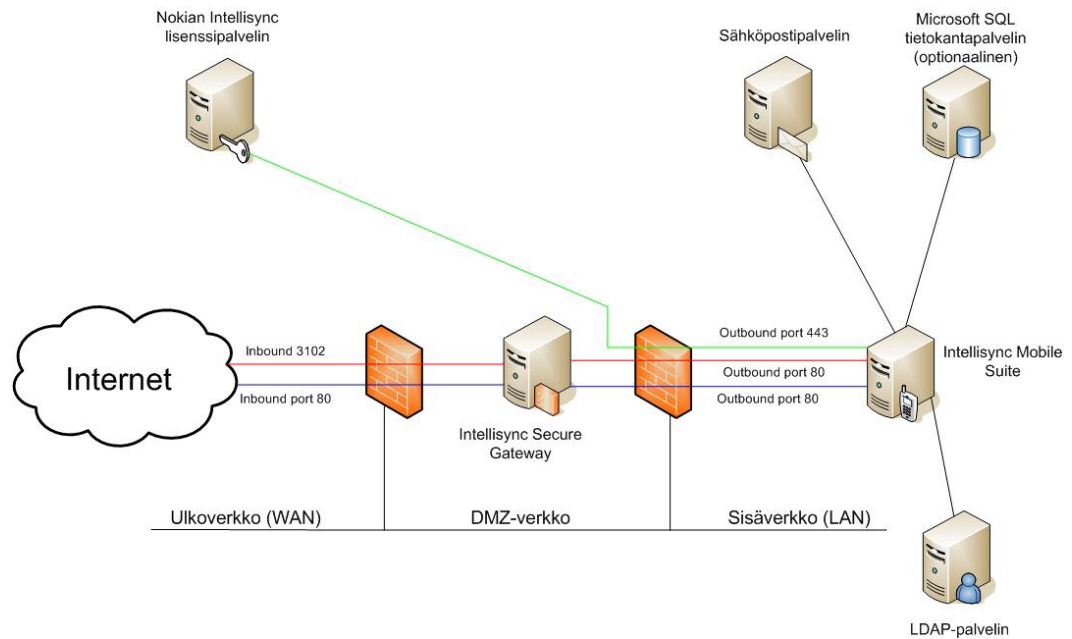 Nokian Intellisync
lisenssipalvelin
Sähköpostipalvelin
Microsoft SQL
tietokantapalvelin
(optionaalinen)
Internet
Inbound 3102
Inbound port 80
Intellisync Secure
Gateway
Outbound port 443
Outbound port 80
Outbound port 80
Intellisync Mobile
Suite
Ulkoverkko (WAN)
DMZ-verkko
Sisäverkko (LAN)
LDAP-palvelin